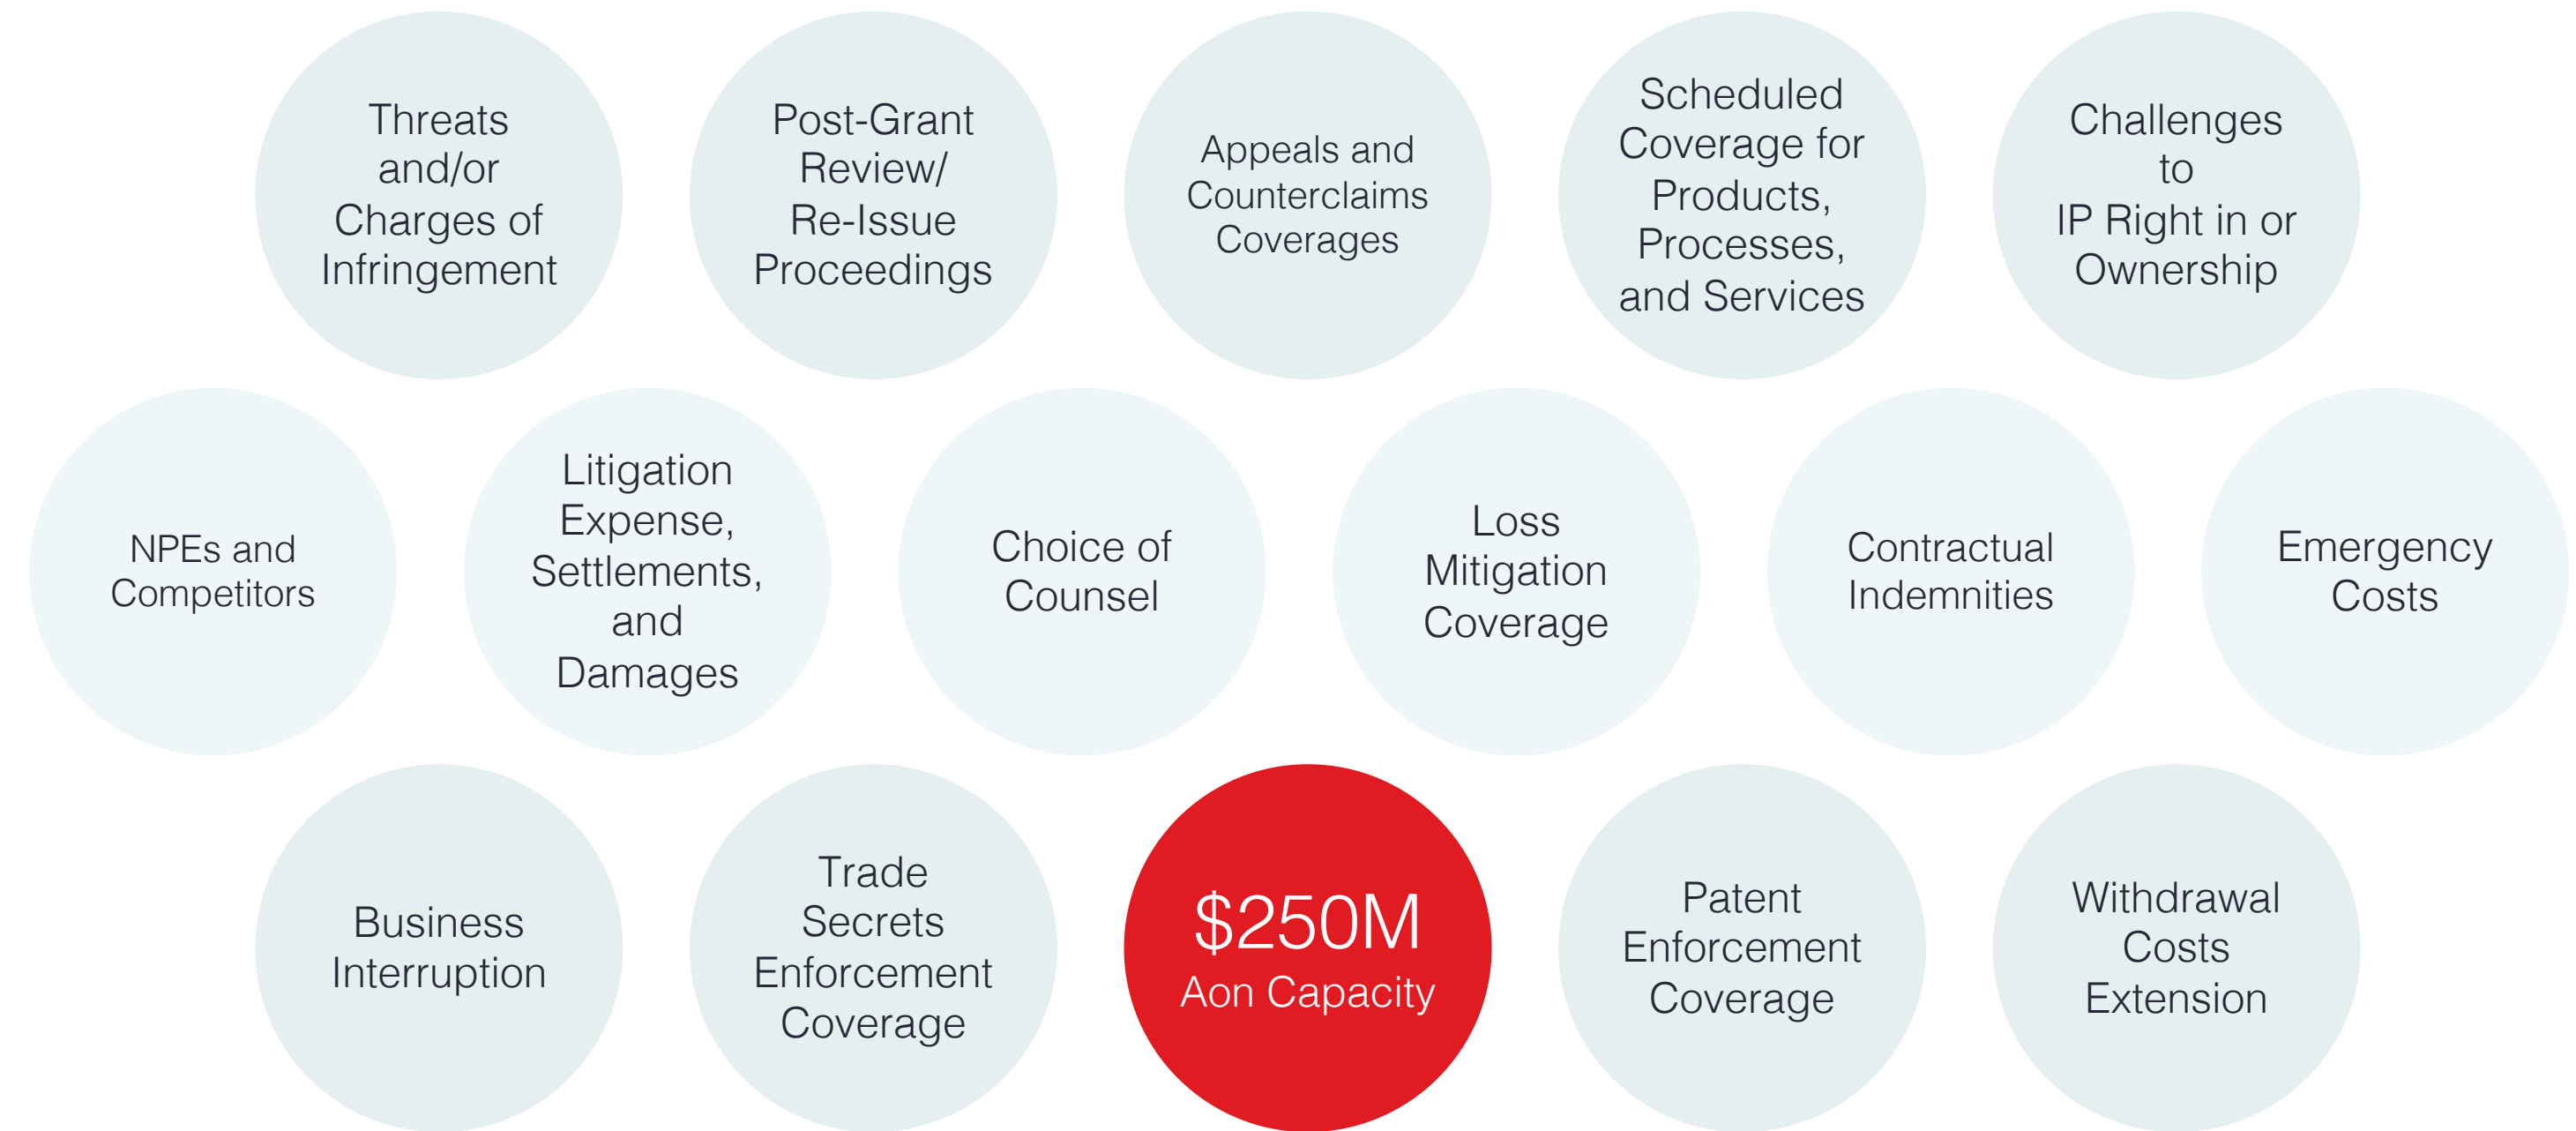 Threats
and/or
Charges of
Infringement
Post-Grant
Review/
Re-Issue
Proceedings
Appeals and
Counterclaims
Coverages
Scheduled
Coverage for
Products,
Processes,
and Services
Challenges
to
IP Right in or
Ownership
NPEs and
Competitors
Litigation
Expense,
Settlements,
and
Damages
Choice of
Counsel
Loss
Mitigation
Coverage
Contractual
Indemnities
Emergency
Costs
Business
Interruption
Trade
Secrets
Enforcement
Coverage
$250M
Aon Capacity
Patent
Enforcement
Coverage
Withdrawal
Costs
Extension